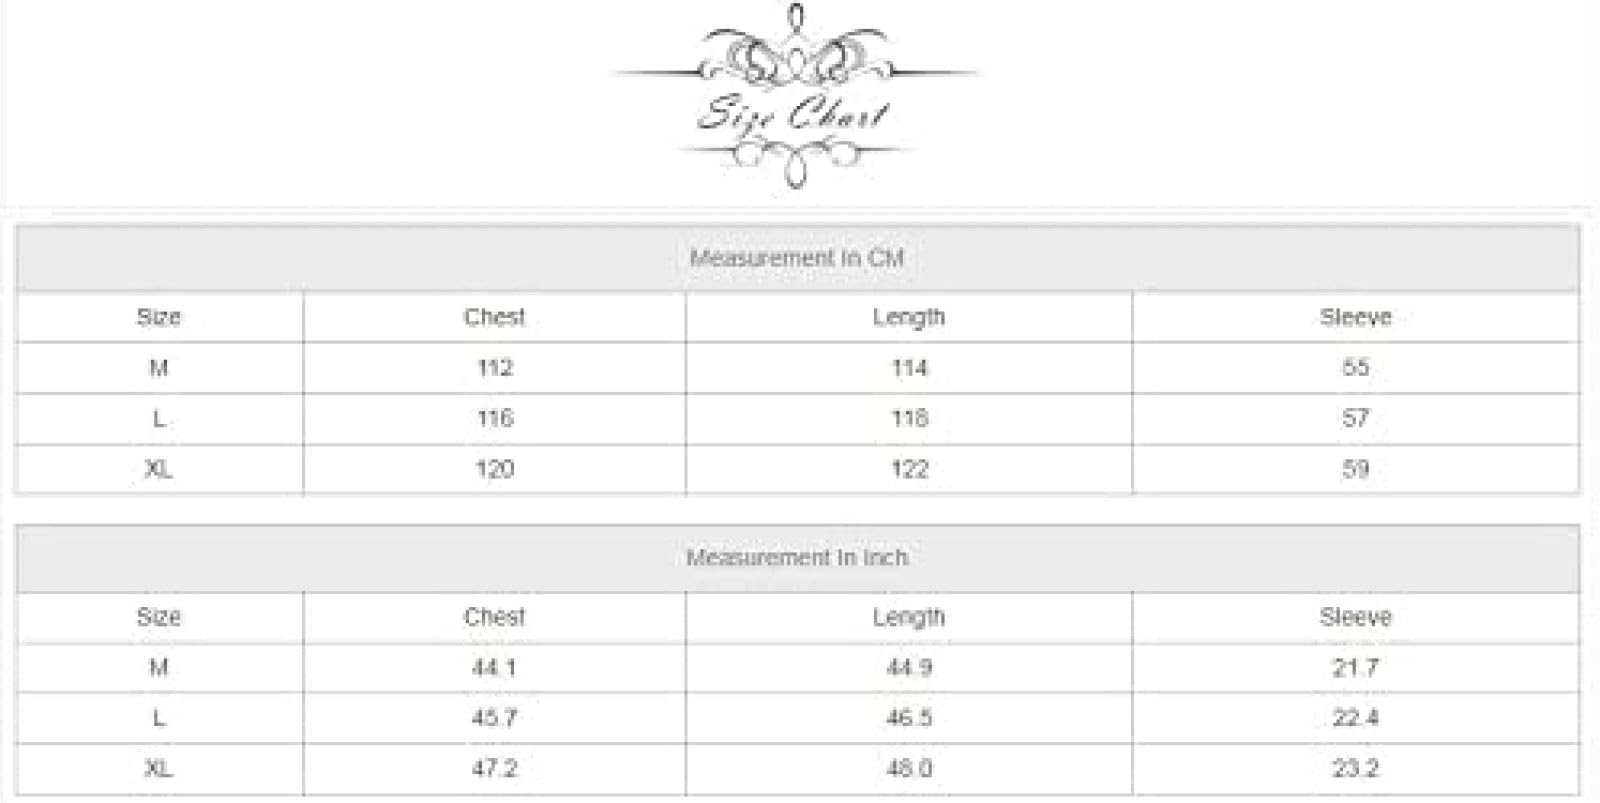 Size Chart
Measurement In CM
Size Chest Length Sleeve
M 112 114 55
L 116 118 57
XL 120 122 59
Measurement In Inch
Size Chest Length Sleeve
M 44.1 44.9 21.7
L 45.7 46.5 22.4
XL 47.2 48.0 23.2